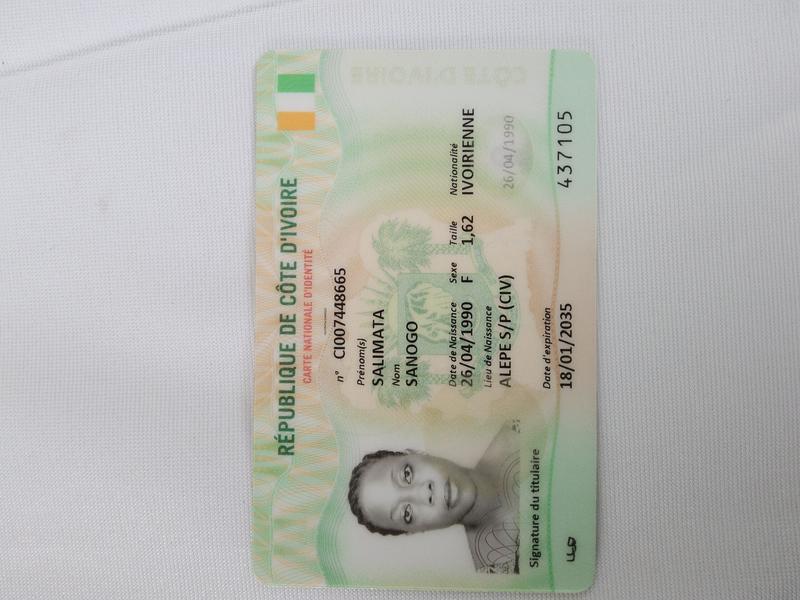 RÉPUBLIQUE DE CÔTE D'IVOIRE
CARTE NATIONALE D'IDENTITÉ
CÔTE D'IVOIRE
n° CI007448665
Prénom(s)
SALIMATA
Nom
SANOGO
Date de Naissance Sexe Taille Nationalité
26/04/1990 F 1,62 IVOIRIENNE
Lieu de Naissance
ALEPE S/P (CIV)
26/04/1990
Date d'expiration
18/01/2035
437105
Signature du titulaire